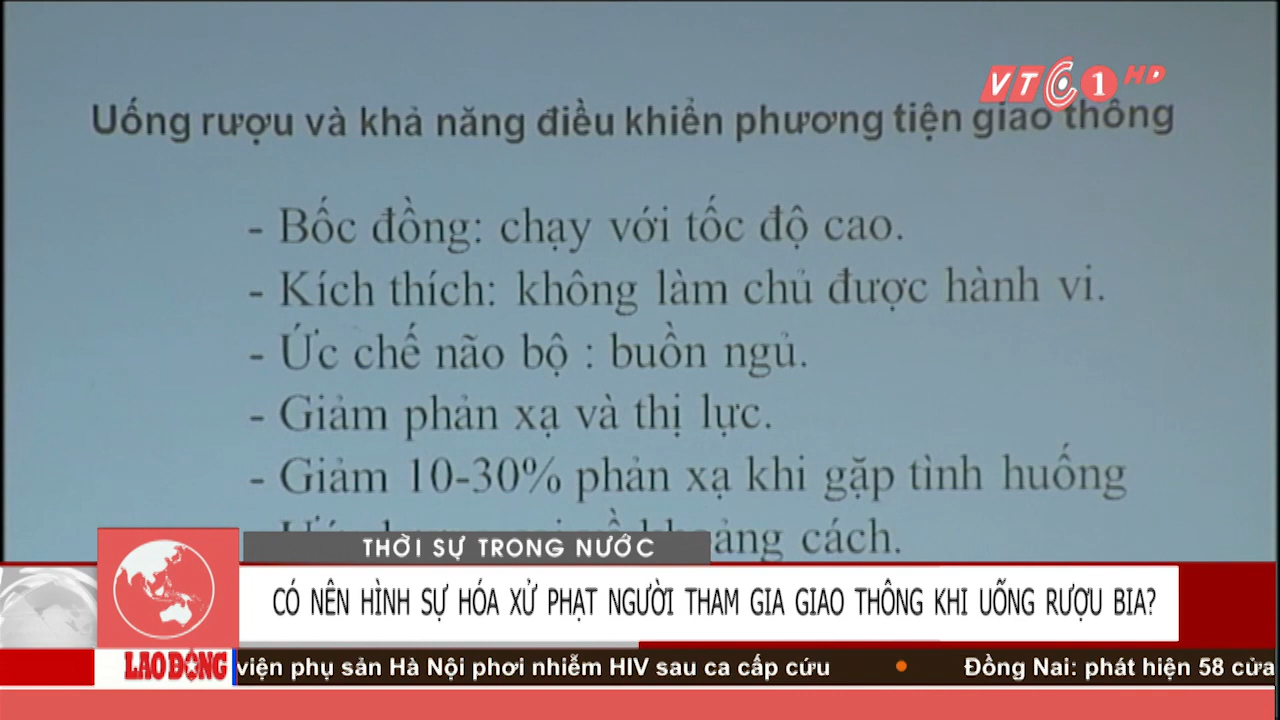 VTC1 HD
Uống rượu và khả năng điều khiển phương tiện giao thông
- Bốc đồng: chạy với tốc độ cao.
- Kích thích: không làm chủ được hành vi.
- Ức chế não bộ : buồn ngủ.
- Giảm phản xạ và thị lực.
- Giảm 10-30% phản xạ khi gặp tình huống
cách.
THỜI SỰ TRONG NƯỚC
CÓ NÊN HÌNH SỰ HÓA XỬ PHẠT NGƯỜI THAM GIA GIAO THÔNG KHI UỐNG RƯỢU BIA?
LAO ĐỘNG viện phụ sản Hà Nội phơi nhiễm HIV sau ca cấp cứu • Đồng Nai: phát hiện 58 cửa